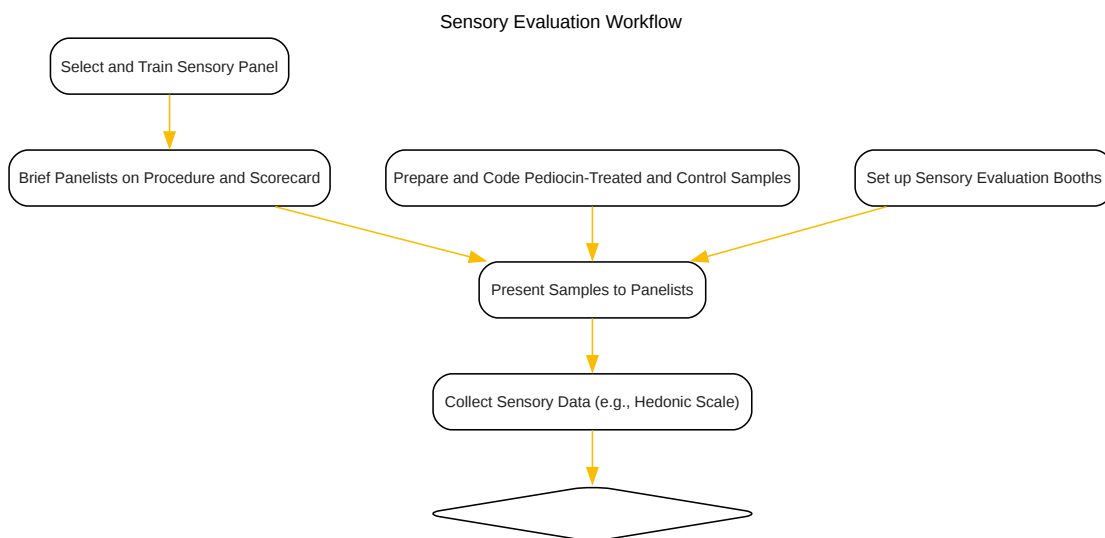 Sensory Evaluation Workflow
Select and Train Sensory Panel
Brief Panelists on Procedure and Scorecard
Prepare and Code Pediocin-Treated and Control Samples
Set up Sensory Evaluation Booths
Present Samples to Panelists
Collect Sensory Data (e.g., Hedonic Scale)